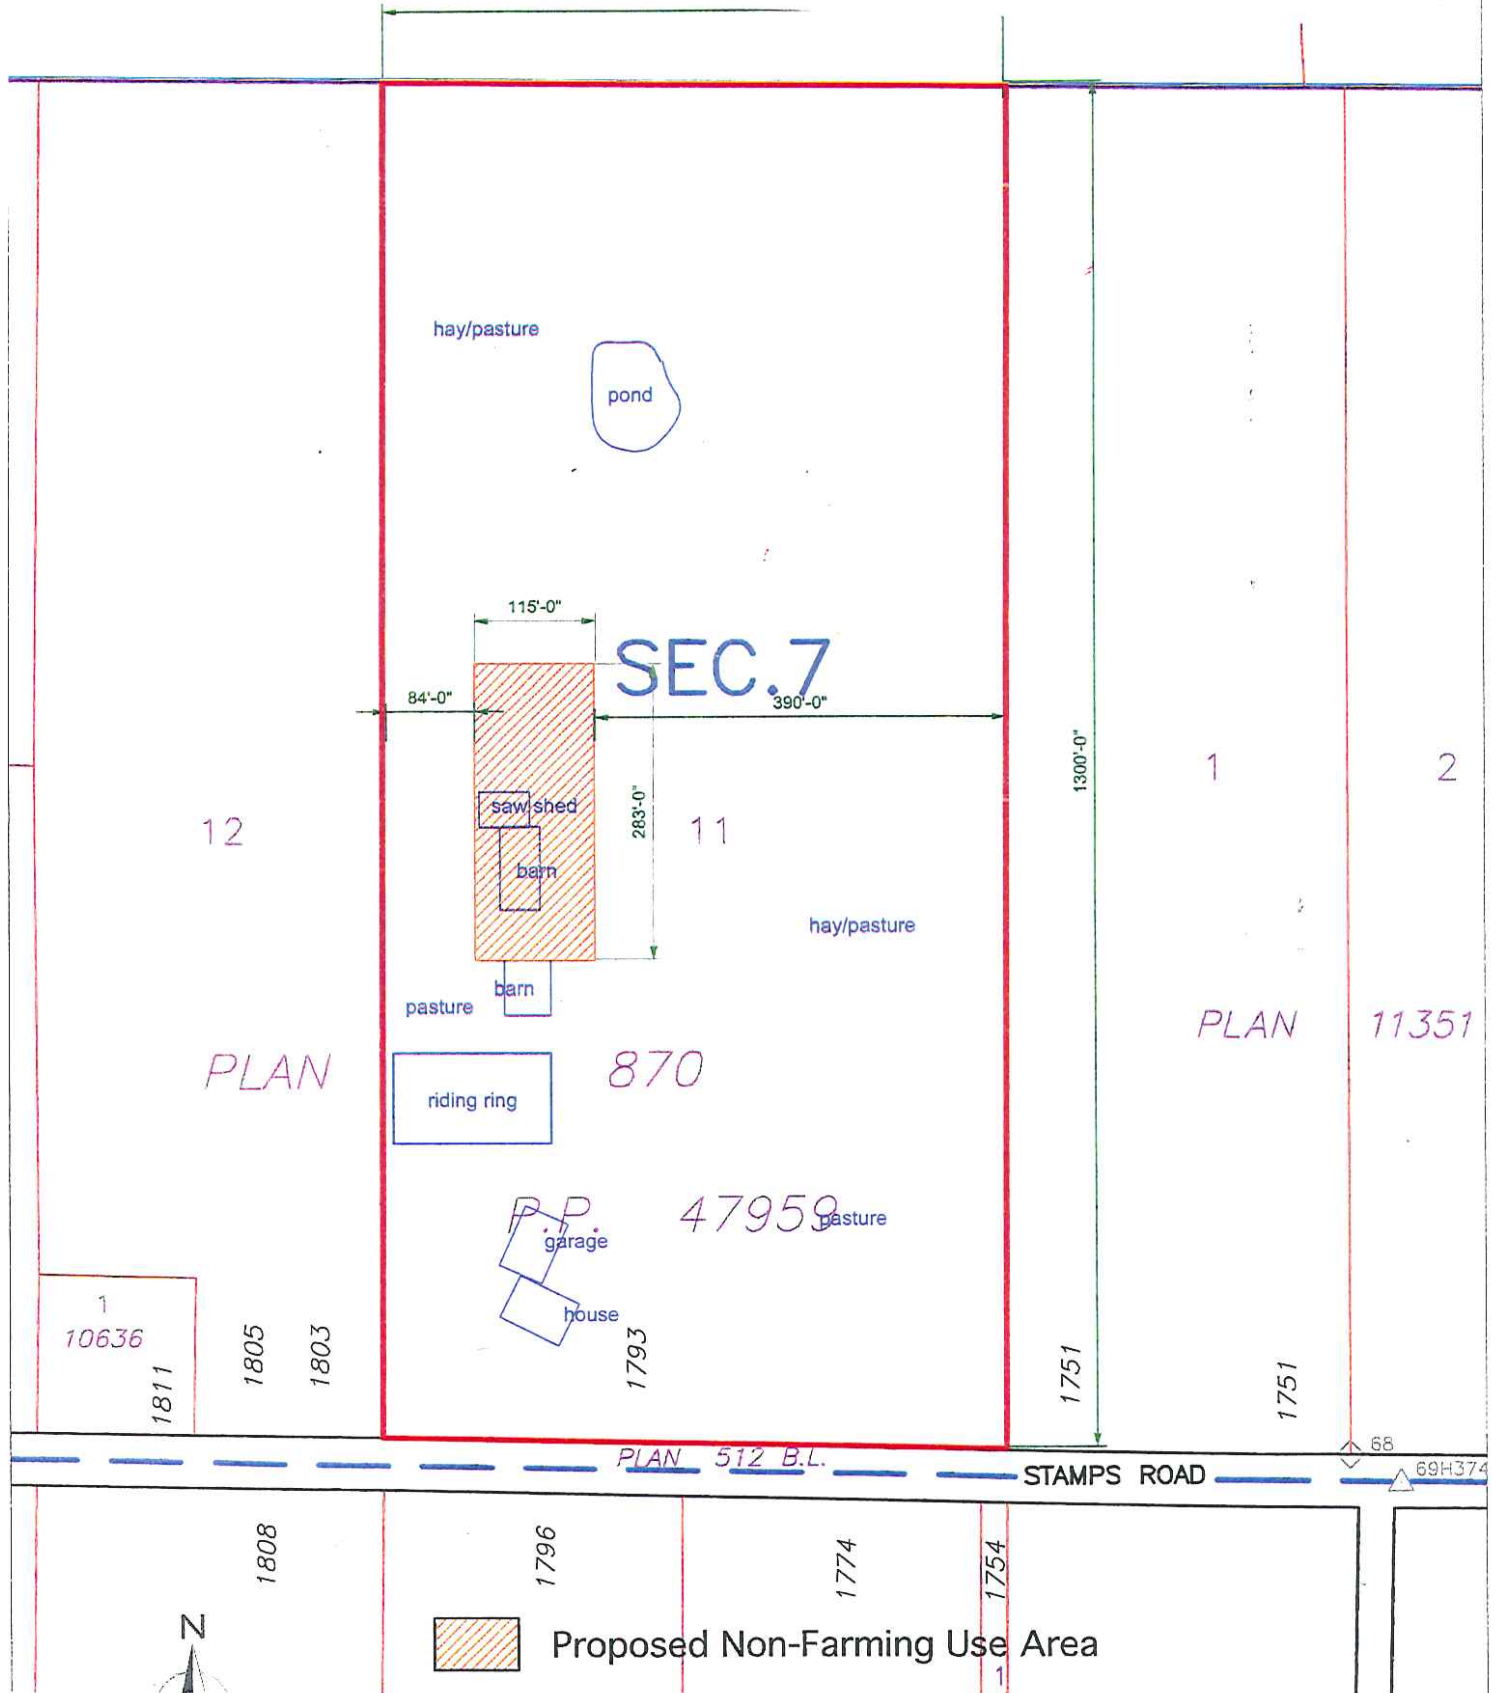 hay/pasture
pond
115'-0"
SEC.7
84'-0"
390'-0"
1300'-0"
1
2
saw shed
283'-0"
12
11
barn
hay/pasture
barn
pasture
PLAN
11351
PLAN
870
riding ring
P.P.
47959
pasture
garage
1
house
10636
1811
1805
1803
1793
1751
1751
68
PLAN 512 B.L.
STAMPS ROAD
69H374
1808
1796
1774
1754
N
Proposed Non-Farming Use Area
1